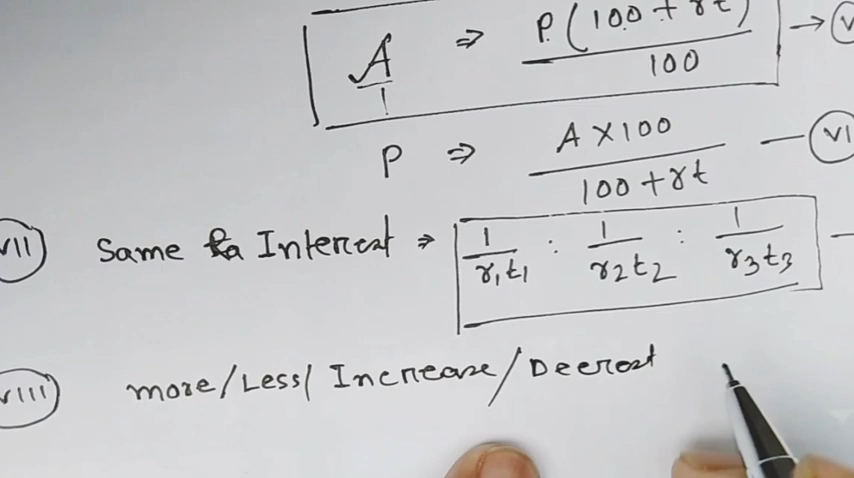 A/1 ⇒ P(100 + rt)/100 → (V
P ⇒ A×100/100+rt — (VI
VII) Same Interest ⇒ 1/r₁t₁ : 1/r₂t₂ : 1/r₃t₃ —
VIII) more/Less/ Increase/